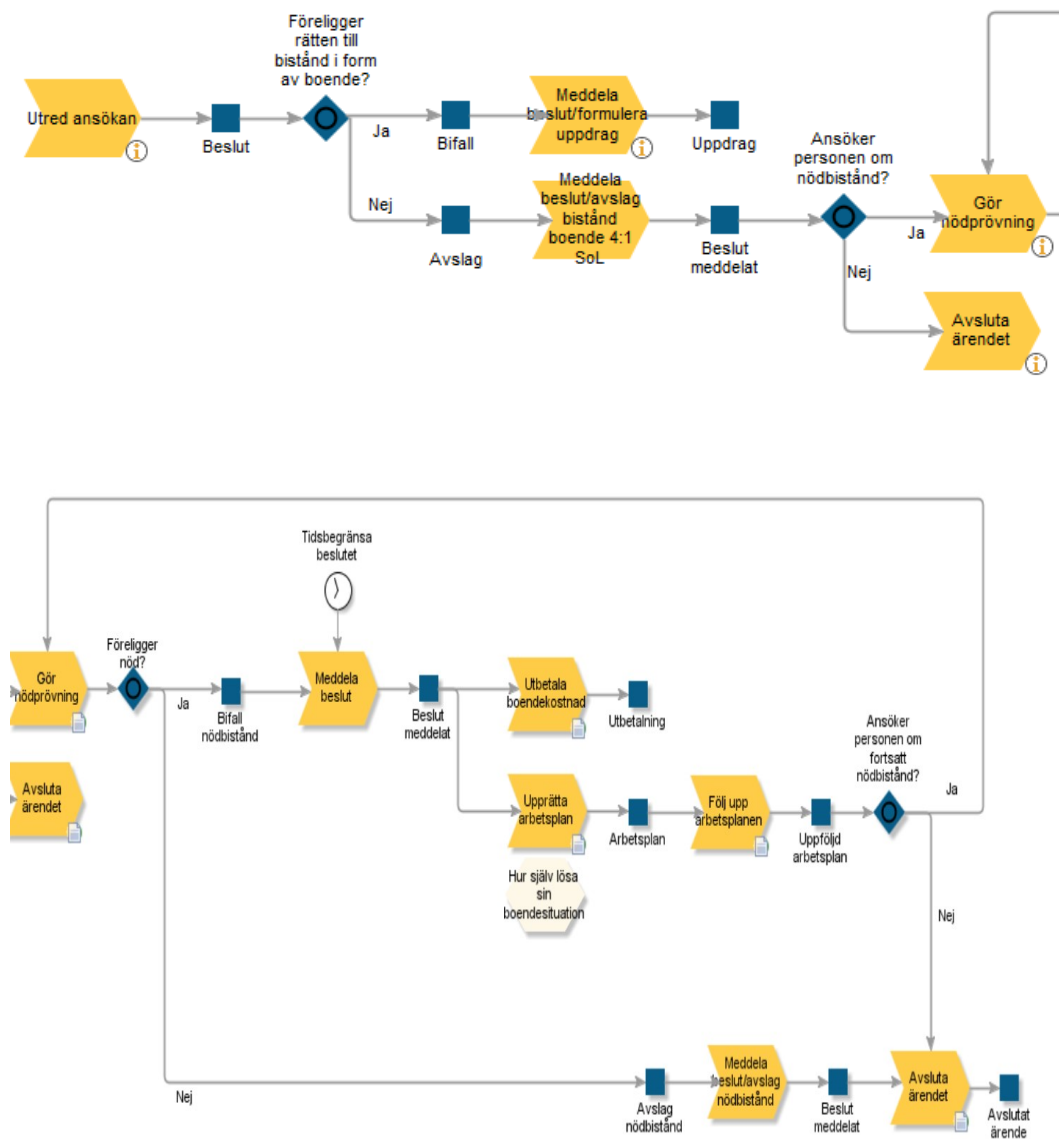 Föreligger
rätten till
bistånd i form
av boende?
Utred ansökan
Beslut
Ja
Bifall
Meddela
beslut/formulera
uppdrag
Uppdrag
Nej
Avslag
Meddela
beslut/avslag
bistånd
boende 4:1
SoL
Beslut
meddelat
Ansöker
personen om
nödbistånd?
Ja
Gör
nödprövning
Nej
Avsluta
ärendet
Tidsbegränsa
beslutet
Gör
nödprövning
Föreligger
nöd?
Ja
Bifall
nödbistånd
Meddela
beslut
Beslut
meddelat
Utbetala
boendekostnad
Utbetalning
Avsluta
ärendet
Upprätta
arbetsplan
Arbetsplan
Följ upp
arbetsplanen
Uppföljd
arbetsplan
Ansöker
personen om
fortsatt
nödbistånd?
Ja
Hur själv lösa
sin
boendesituation
Nej
Nej
Avslag
nödbistånd
Meddela
beslut/avslag
nödbistånd
Beslut
meddelat
Avsluta
ärendet
Avslutat
ärende